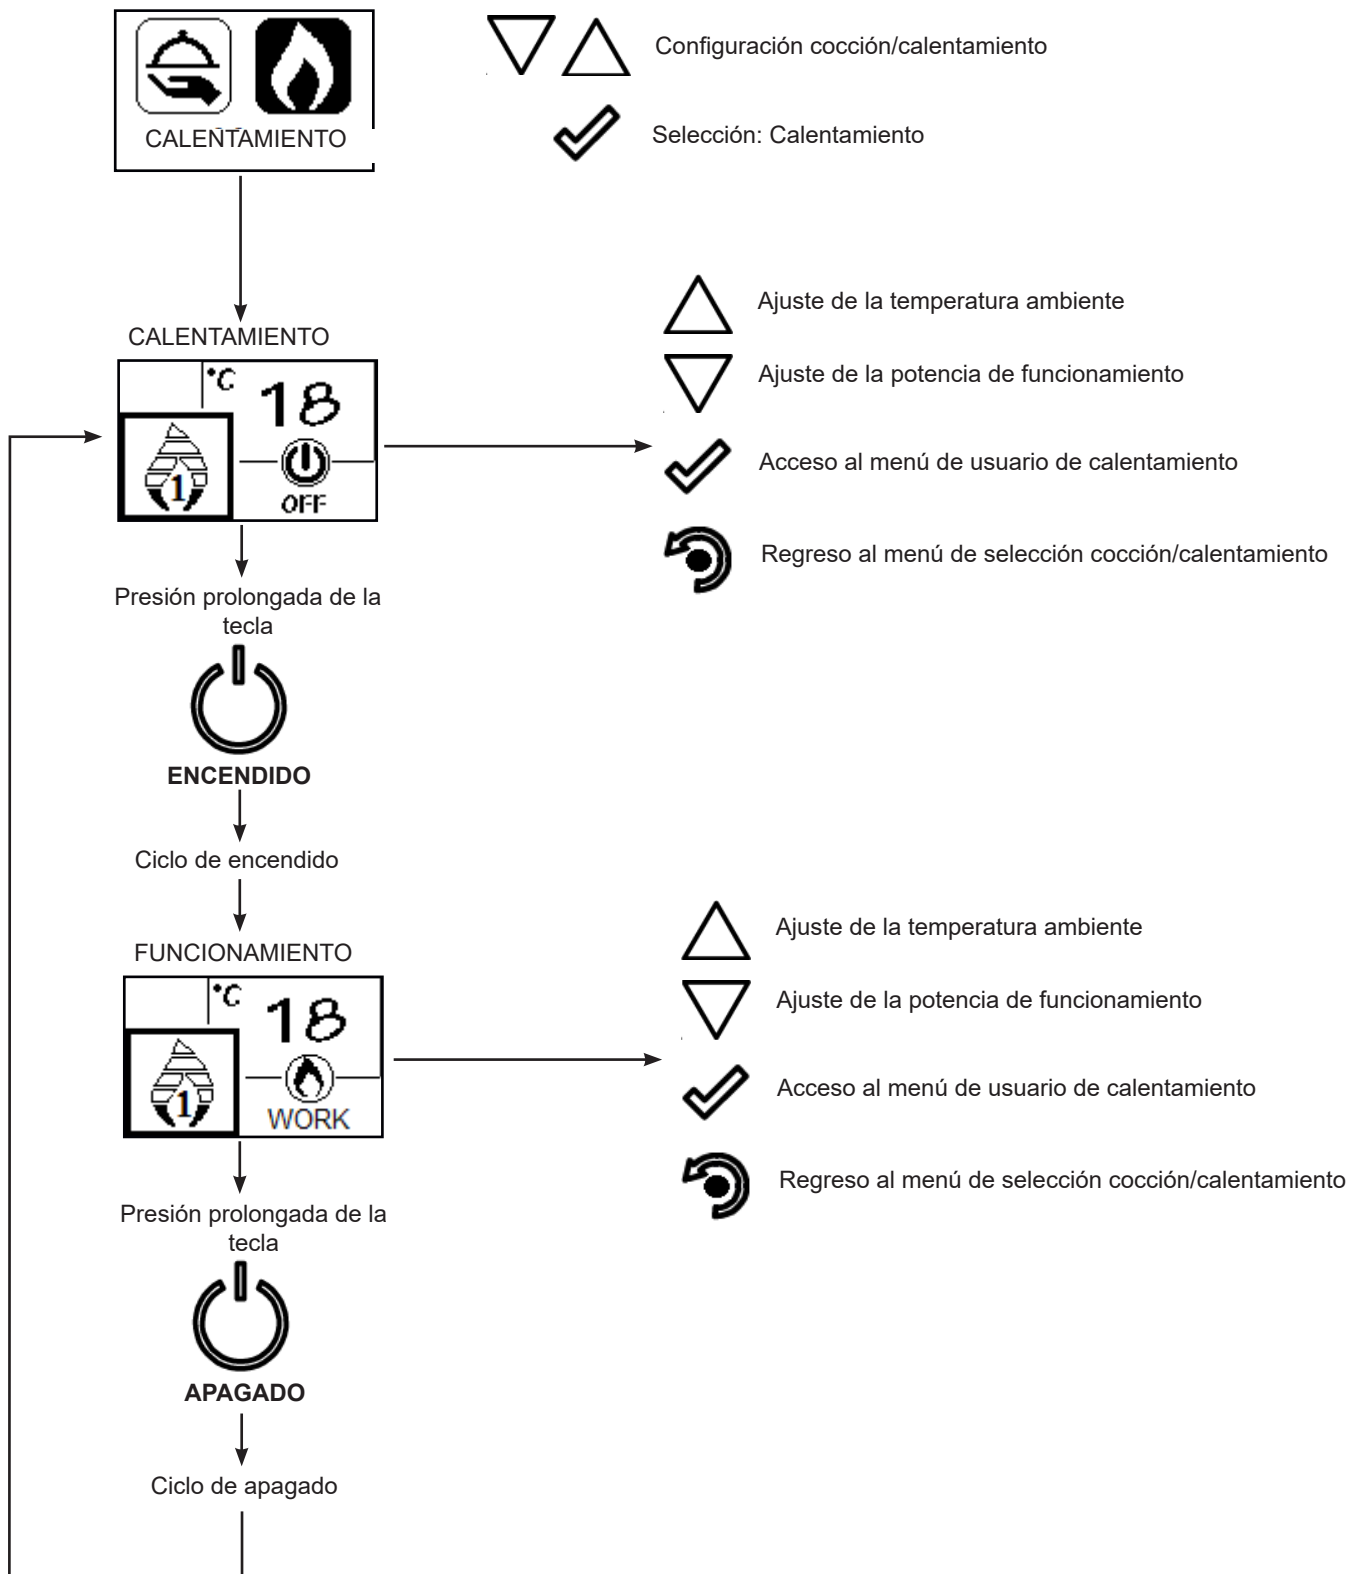 CALENTAMIENTO
Configuración cocción/calentamiento
Selección: Calentamiento
CALENTAMIENTO
°C
18
1
OFF
Ajuste de la temperatura ambiente
Ajuste de la potencia de funcionamiento
Acceso al menú de usuario de calentamiento
Regreso al menú de selección cocción/calentamiento
Presión prolongada de la
tecla
ENCENDIDO
Ciclo de encendido
FUNCIONAMIENTO
°C
18
1
WORK
Ajuste de la temperatura ambiente
Ajuste de la potencia de funcionamiento
Acceso al menú de usuario de calentamiento
Regreso al menú de selección cocción/calentamiento
Presión prolongada de la
tecla
APAGADO
Ciclo de apagado